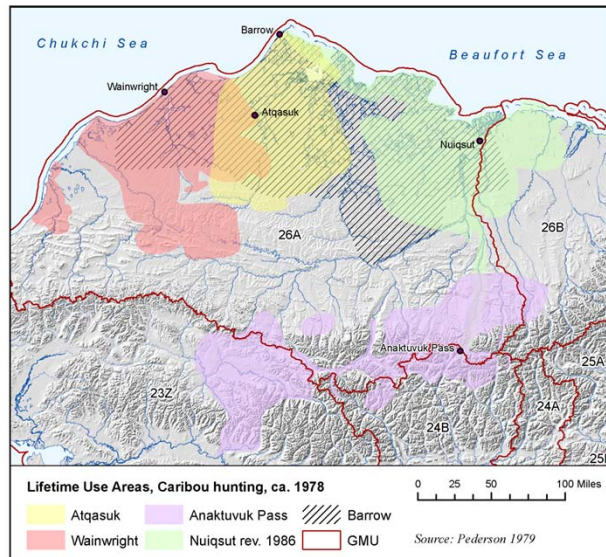 Chukchi Sea
Barrow
Beaufort Sea
Wainwright
Atqasuk
Nuiqsut
26A
26B
Anaktuvuk Pass
25A
23Z
24A
24B
Lifetime Use Areas, Caribou hunting, ca. 1978
0 25 50 100 Miles
Atqasuk
Anaktuvuk Pass
Barrow
Wainwright
Nuiqsut rev. 1986
GMU
Source: Pederson 1979